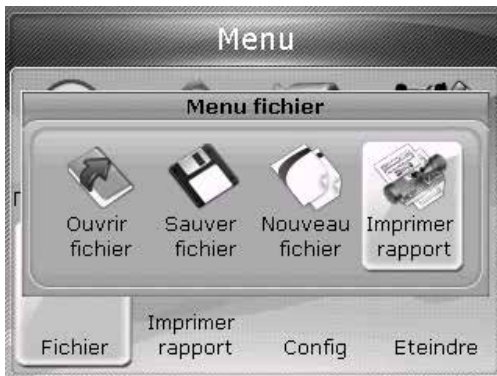 Menu
Menu fichier
Ouvrir fichier
Sauver fichier
Nouveau fichier
Imprimer rapport
Fichier
Imprimer rapport
Config
Eteindre